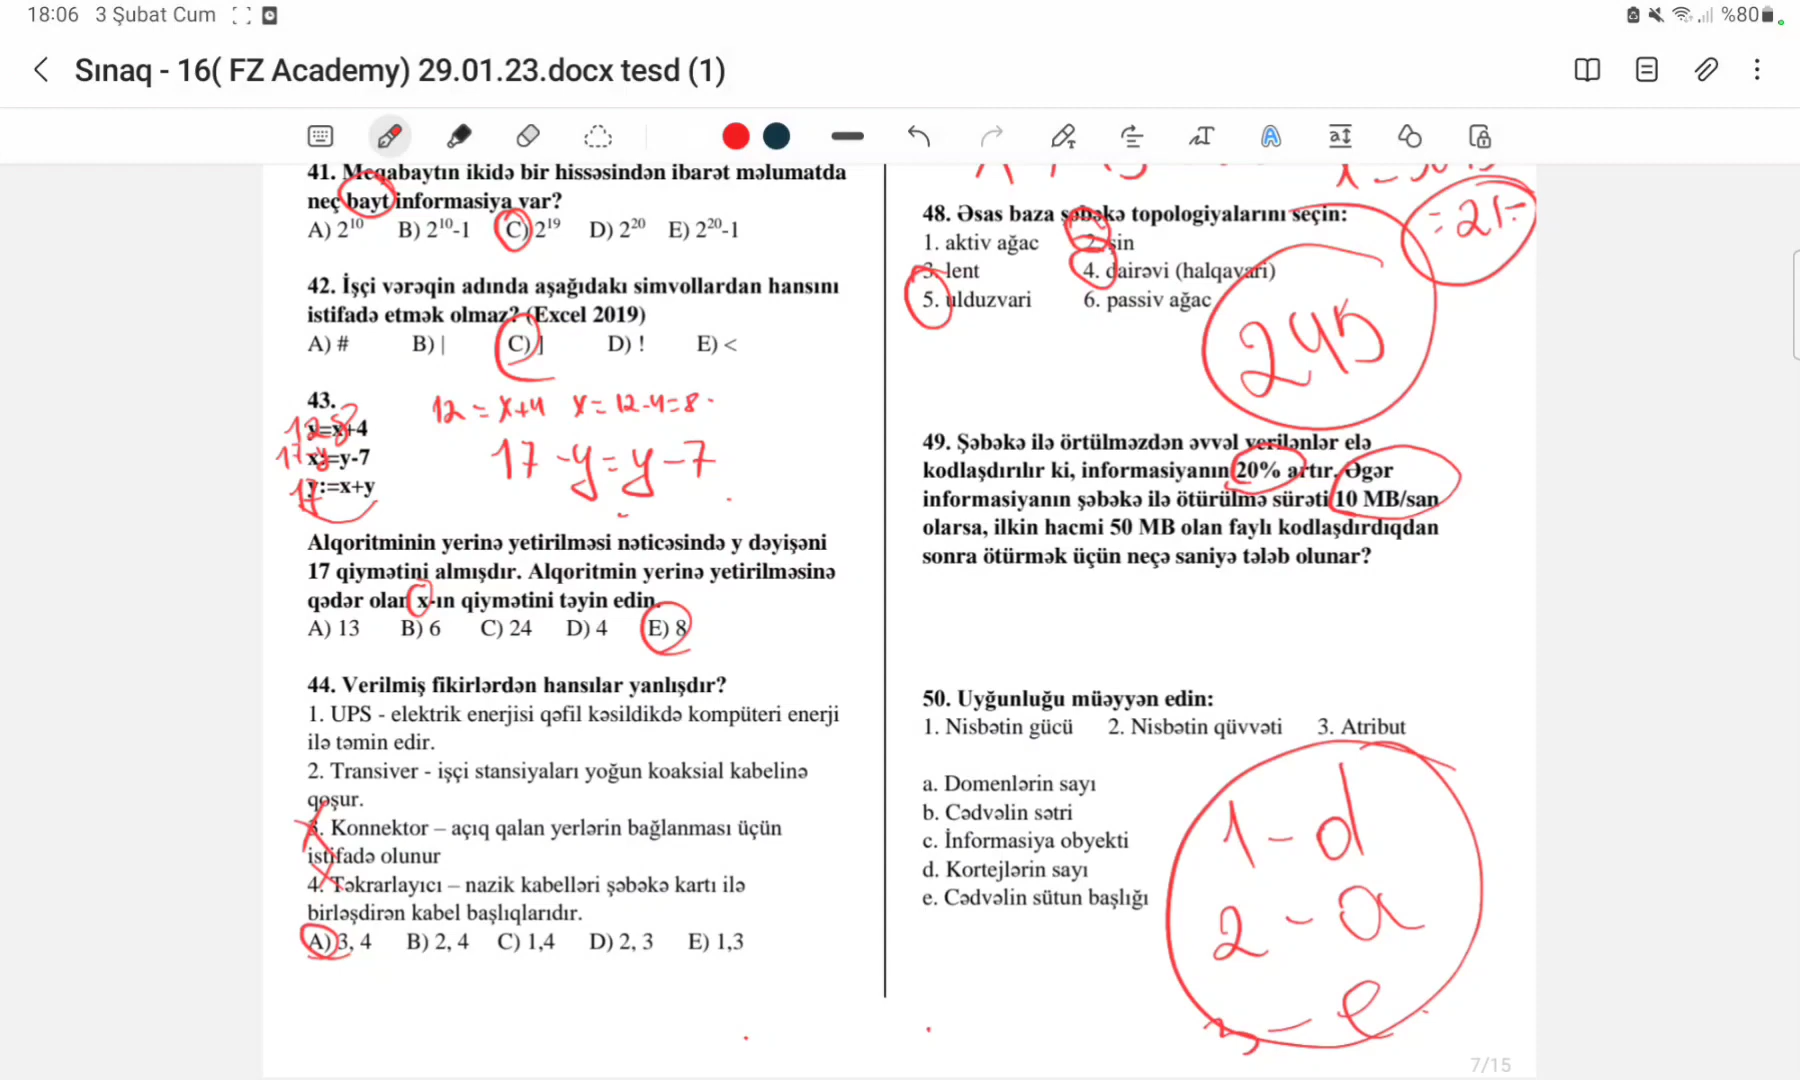 18:06 3 Şubat Cum
%80
Sınaq - 16( FZ Academy) 29.01.23.docx tesd (1)
41. Meqabaytın ikidə bir hissəsindən ibarət məlumatda
neç bayt informasiya var?
A) 2¹⁰ B) 2¹⁰-1 C) 2¹⁹ D) 2²⁰ E) 2²⁰-1
42. İşçi vərəqin adında aşağıdakı simvollardan hansını
istifadə etmək olmaz? (Excel 2019)
A) # B) | C) ] D) ! E) <
43.
12 = x+4 x = 12-4=8
y=x+4
17-y = y-7
x:=y-7
y:=x+y
17
Alqoritminin yerinə yetirilməsi nəticəsində y dəyişəni
17 qiymətini almışdır. Alqoritmin yerinə yetirilməsinə
qədər olan x-ın qiymətini təyin edin.
A) 13 B) 6 C) 24 D) 4 E) 8
44. Verilmiş fikirlərdən hansılar yanlışdır?
1. UPS - elektrik enerjisi qəfil kəsildikdə kompüteri enerji
ilə təmin edir.
2. Transiver - işçi stansiyaları yoğun koaksial kabelinə
qoşur.
3. Konnektor – açıq qalan yerlərin bağlanması üçün
istifadə olunur
4. Təkrarlayıcı – nazik kabelləri şəbəkə kartı ilə
birləşdirən kabel başlıqlarıdır.
A) 3, 4 B) 2, 4 C) 1,4 D) 2, 3 E) 1,3
48. Əsas baza şəbəkə topologiyalarını seçin:
1. aktiv ağac 2. şin
3. lent 4. dairəvi (halqavari)
5. ulduzvari 6. passiv ağac
245
49. Şəbəkə ilə örtülməzdən əvvəl verilənlər elə
kodlaşdırılır ki, informasiyanın 20% artır. Əgər
informasiyanın şəbəkə ilə ötürülmə sürəti 10 MB/san
olarsa, ilkin hacmi 50 MB olan faylı kodlaşdırdıqdan
sonra ötürmək üçün neçə saniyə tələb olunar?
50. Uyğunluğu müəyyən edin:
1. Nisbətin gücü 2. Nisbətin qüvvəti 3. Atribut
a. Domenlərin sayı
b. Cədvəlin sətri
c. İnformasiya obyekti
d. Kortejlərin sayı
e. Cədvəlin sütun başlığı
1-d
2-a
3-e
7/15